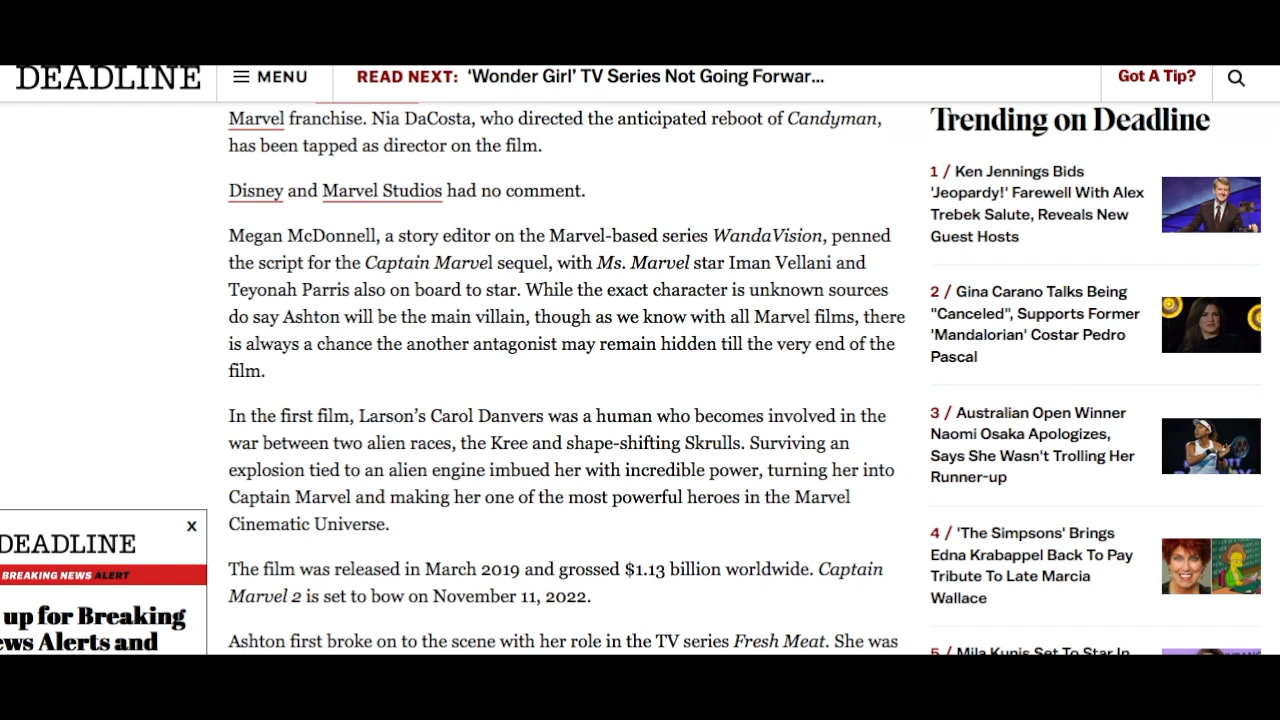 DEADLINE
MENU
READ NEXT: 'Wonder Girl' TV Series Not Going Forwar...
Got A Tip?
Marvel franchise. Nia DaCosta, who directed the anticipated reboot of Candyman,
has been tapped as director on the film.
Disney and Marvel Studios had no comment.
Megan McDonnell, a story editor on the Marvel-based series WandaVision, penned
the script for the Captain Marvel sequel, with Ms. Marvel star Iman Vellani and
Teyonah Parris also on board to star. While the exact character is unknown sources
do say Ashton will be the main villain, though as we know with all Marvel films, there
is always a chance the another antagonist may remain hidden till the very end of the
film.
In the first film, Larson’s Carol Danvers was a human who becomes involved in the
war between two alien races, the Kree and shape-shifting Skrulls. Surviving an
explosion tied to an alien engine imbued her with incredible power, turning her into
Captain Marvel and making her one of the most powerful heroes in the Marvel
Cinematic Universe.
The film was released in March 2019 and grossed $1.13 billion worldwide. Captain
Marvel 2 is set to bow on November 11, 2022.
Ashton first broke on to the scene with her role in the TV series Fresh Meat. She was
Trending on Deadline
1 / Ken Jennings Bids
'Jeopardy!' Farewell With Alex
Trebek Salute, Reveals New
Guest Hosts
2 / Gina Carano Talks Being
"Canceled", Supports Former
'Mandalorian' Costar Pedro
Pascal
3 / Australian Open Winner
Naomi Osaka Apologizes,
Says She Wasn't Trolling Her
Runner-up
4 / 'The Simpsons' Brings
Edna Krabappel Back To Pay
Tribute To Late Marcia
Wallace
5 / Mila Kunis Set To Star In
x
DEADLINE
BREAKING NEWS ALERT
up for Breaking
ews Alerts and